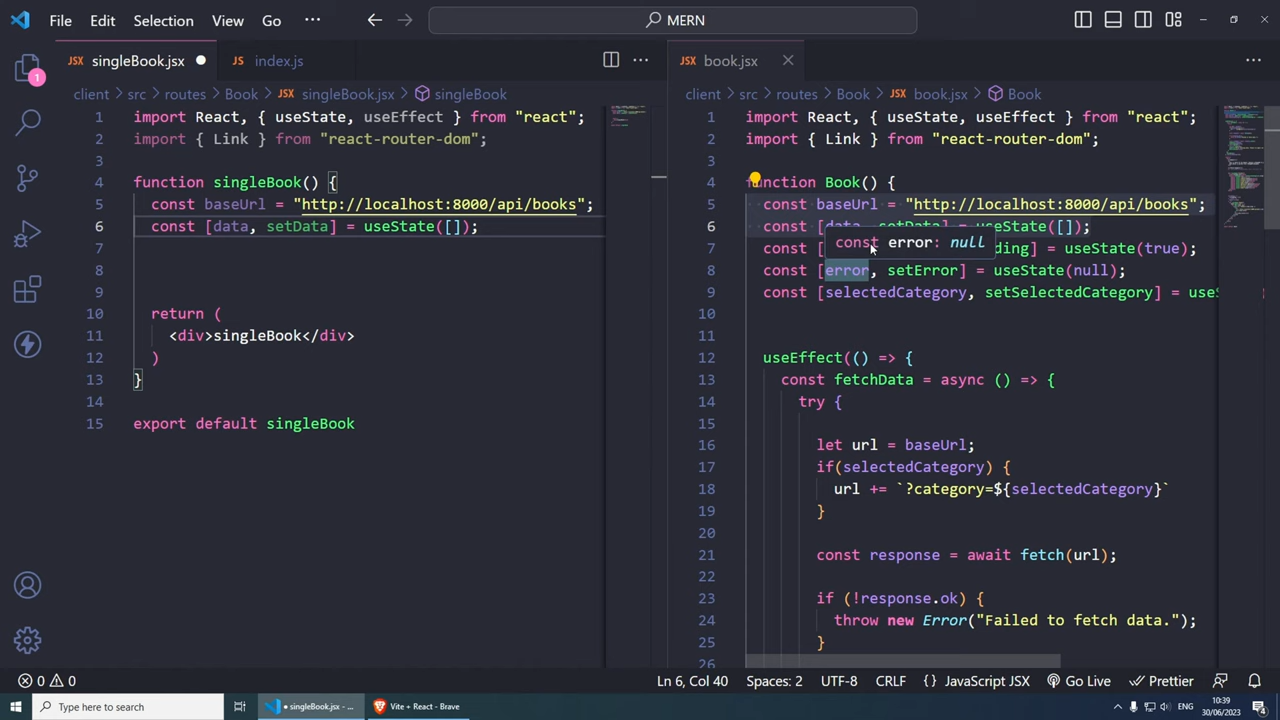 File Edit Selection View Go ··· MERN
1
JSX singleBook.jsx
JS index.js
···
client > src > routes > Book > JSX singleBook.jsx > singleBook
1 import React, { useState, useEffect } from "react";
2 import { Link } from "react-router-dom";
3
4 function singleBook() {
5 const baseUrl = "http://localhost:8000/api/books";
6 const [data, setData] = useState([]);
7
8
9
10 return (
11 <div>singleBook</div>
12 )
13 }
14
15 export default singleBook
JSX book.jsx
···
client > src > routes > Book > JSX book.jsx > Book
1 import React, { useState, useEffect } from "react";
2 import { Link } from "react-router-dom";
3
4 function Book() {
5 const baseUrl = "http://localhost:8000/api/books";
6 const [data, setData] = useState([]);
const error: null
7 const [ ding] = useState(true);
8 const [error, setError] = useState(null);
9 const [selectedCategory, setSelectedCategory] = use
10
11
12 useEffect(() => {
13 const fetchData = async () => {
14 try {
15
16 let url = baseUrl;
17 if(selectedCategory) {
18 url += `?category=${selectedCategory}`
19 }
20
21 const response = await fetch(url);
22
23 if (!response.ok) {
24 throw new Error("Failed to fetch data.");
25 }
26
0 0 Ln 6, Col 40 Spaces: 2 UTF-8 CRLF {} JavaScript JSX Go Live Prettier
Type here to search
singleBook.jsx - ...
Vite + React - Brave
ENG
10:39
30/06/2023
4